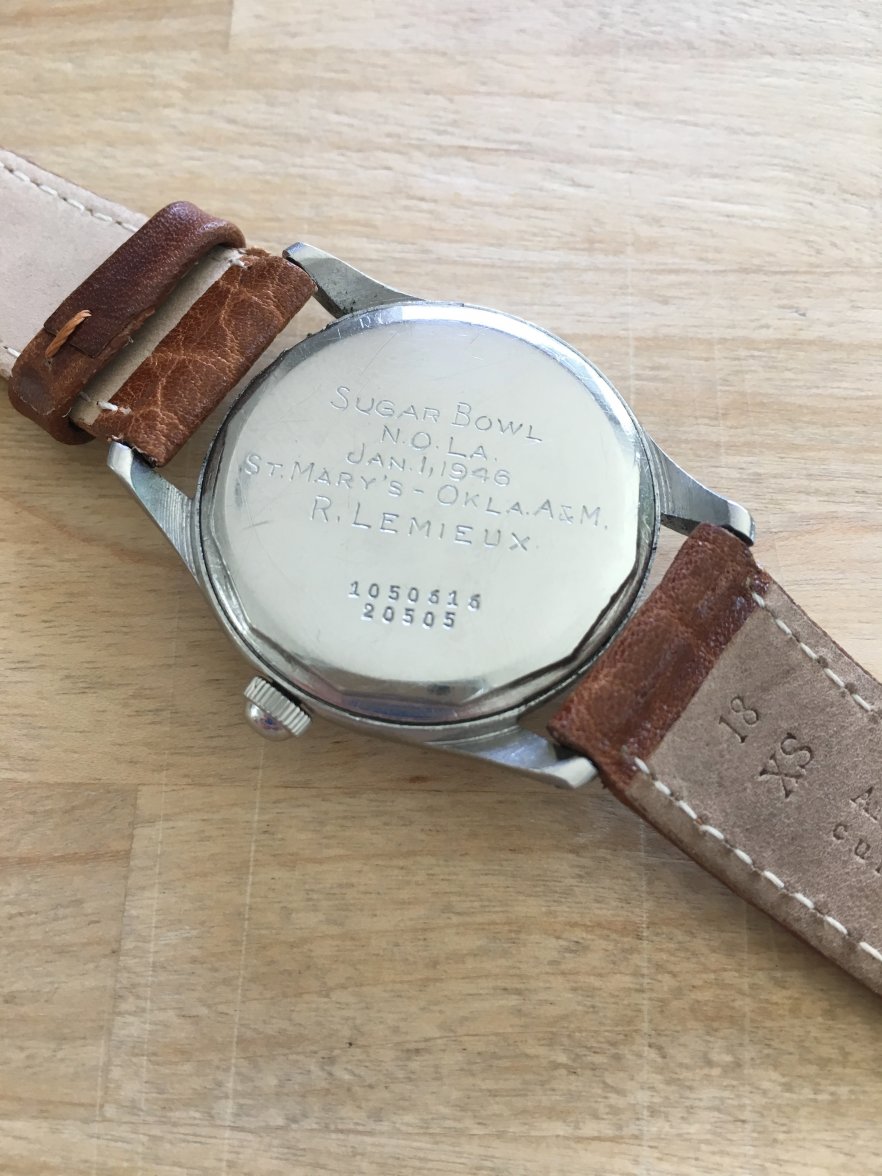 SUGAR BOWL
N.O.LA.
JAN.1,1946
ST.MARY'S - OKLA.A&M.
R.LEMIEUX
1050616
20505
18
XS